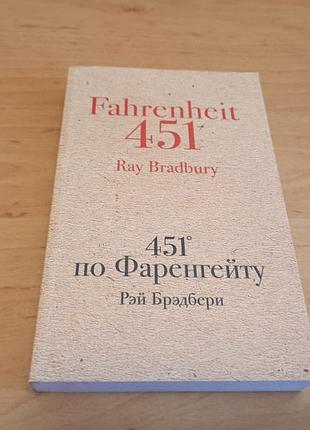 Fahrenheit
451
Ray Bradbury
451°
по Фаренгейту
Рэй Брэдбери